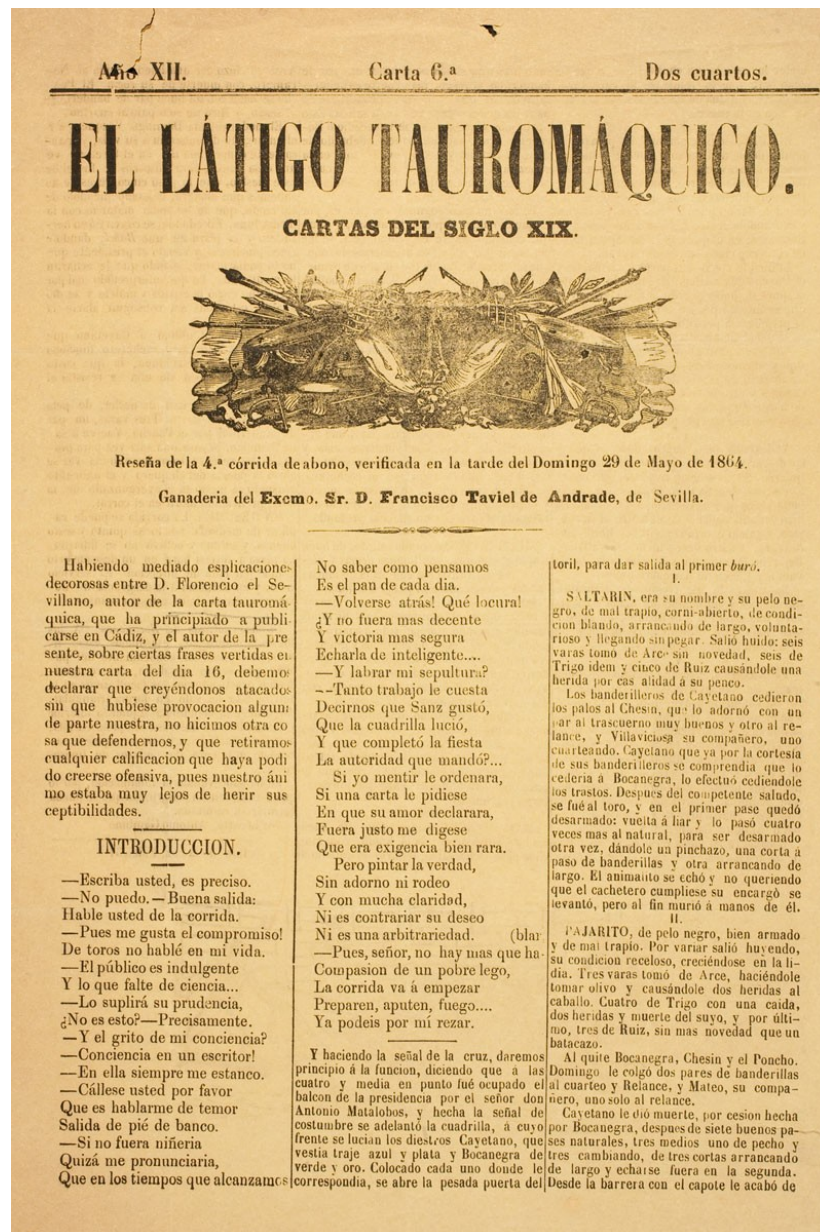 Año XII.
Carta 6.ª
Dos cuartos.
EL LÁTIGO TAUROMÁQUICO.
CARTAS DEL SIGLO XIX.
Reseña de la 4.ª córrida de abono, verificada en la tarde del Domingo 29 de Mayo de 1864.
Ganaderia del Excmo. Sr. D. Francisco Taviel de Andrade, de Sevilla.
Habiendo mediado esplicaciones
decorosas entre D. Florencio el Se-
villano, autor de la carta tauromá-
quica, que ha principiado a publi-
carse en Cádiz, y el autor de la pre
sente, sobre ciertas frases vertidas en
nuestra carta del dia 16, debemos
declarar que creyéndonos atacados
sin que hubiese provocacion alguna
de parte nuestra, no hicimos otra co
sa que defendernos, y que retiramos
cualquier calificacion que haya podi
do creerse ofensiva, pues nuestro áni
mo estaba muy lejos de herir sus
ceptibilidades.
INTRODUCCION.
—Escriba usted, es preciso.
—No puedo.—Buena salida:
Hable usted de la corrida.
—Pues me gusta el compromiso!
De toros no hablé en mi vida.
—El público es indulgente
Y lo que falte de ciencia...
—Lo suplirá su prudencia,
¿No es esto?—Precisamente.
—Y el grito de mi conciencia?
—Conciencia en un escritor!
—En ella siempre me estanco.
—Cállese usted por favor
Que es hablarme de temor
Salida de pié de banco.
—Si no fuera niñeria
Quizá me pronunciaria,
Que en los tiempos que alcanzamos
No saber como pensamos
Es el pan de cada dia.
—Volverse atrás! Qué locura!
¿Y no fuera mas decente
Y victoria mas segura
Echarla de inteligente....
—Y labrar mi sepultura?
--Tanto trabajo le cuesta
Decirnos que Sanz gustó,
Que la cuadrilla lució,
Y que completó la fiesta
La autoridad que mandó?...
Si yo mentir le ordenara,
Si una carta le pidiese
En que su amor declarara,
Fuera justo me digese
Que era exigencia bien rara.
Pero pintar la verdad,
Sin adorno ni rodeo
Y con mucha claridad,
Ni es contrariar su deseo
Ni es una arbitrariedad. (blar
—Pues, señor, no hay mas que ha-
Compasion de un pobre lego,
La corrida vá á empezar
Preparen, aputen, fuego....
Ya podeis por mí rezar.
Y haciendo la señal de la cruz, daremos
principio á la funcion, diciendo que á las
cuatro y media en punto fué ocupado el
balcon de la presidencia por el señor don
Antonio Matalobos, y hecha la señal de
costumbre se adelantó la cuadrilla, á cuyo
frente se lucian los diestros Cayetano, que
vestia traje azul y plata y Bocanegra de
verde y oro. Colocado cada uno donde le
correspondia, se abre la pesada puerta del
toril, para dar salida al primer buró.
I.
SALTARIN, era su nombre y su pelo ne-
gro, de mal trapio, corni-abierto, de condi-
cion blando, arrancando de largo, volunta-
rioso y llegando sin pegar. Salió huido: seis
varas tomó de Arce sin novedad, seis de
Trigo idem y cinco de Ruiz causándole una
herida por cas alidad á su penco.
Los banderilleros de Cayetano cedieron
los palos al Chesin, que lo adornó con un
par al trascuerno muy buenos y otro al re-
lance, y Villaviciosa su compañero, uno
cuarteando. Cayetano que ya por la cortesia
de sus banderilleros se comprendia que lo
cederia á Bocanegra, lo efectuó cediendole
los trastos. Despues del competente saludo,
se fué al toro, y en el primer pase quedó
desarmado: vuelta á liar y lo pasó cuatro
veces mas al natural, para ser desarmado
otra vez, dándole un pinchazo, una corta á
paso de banderillas y otra arrancando de
largo. El animalito se echó y no queriendo
que el cachetero cumpliese su encargò se
levantó, pero al fin murió á manos de él.
II.
PAJARITO, de pelo negro, bien armado
y de mal trapio. Por variar salió huyendo,
su condicion receloso, creciéndose en la li-
dia. Tres varas tomó de Arce, haciéndole
tomar olivo y causándole dos heridas al
caballo. Cuatro de Trigo con una caida,
dos heridas y muerte del suyo, y por últi-
mo, tres de Ruiz, sin mas novedad que un
batacazo.
Al quite Bocanegra, Chesin y el Poncho.
Domingo le colgó dos pares de banderillas
al cuarteo y Relance, y Mateo, su compa-
ñero, uno solo al relance.
Cayetano le dió muerte, por cesion hecha
por Bocanegra, despues de siete buenos pa-
ses naturales, tres medios uno de pecho y
tres cambiando, de tres cortas arrancando
de largo y echarse fuera en la segunda.
Desde la barrera con el capote le acabó de